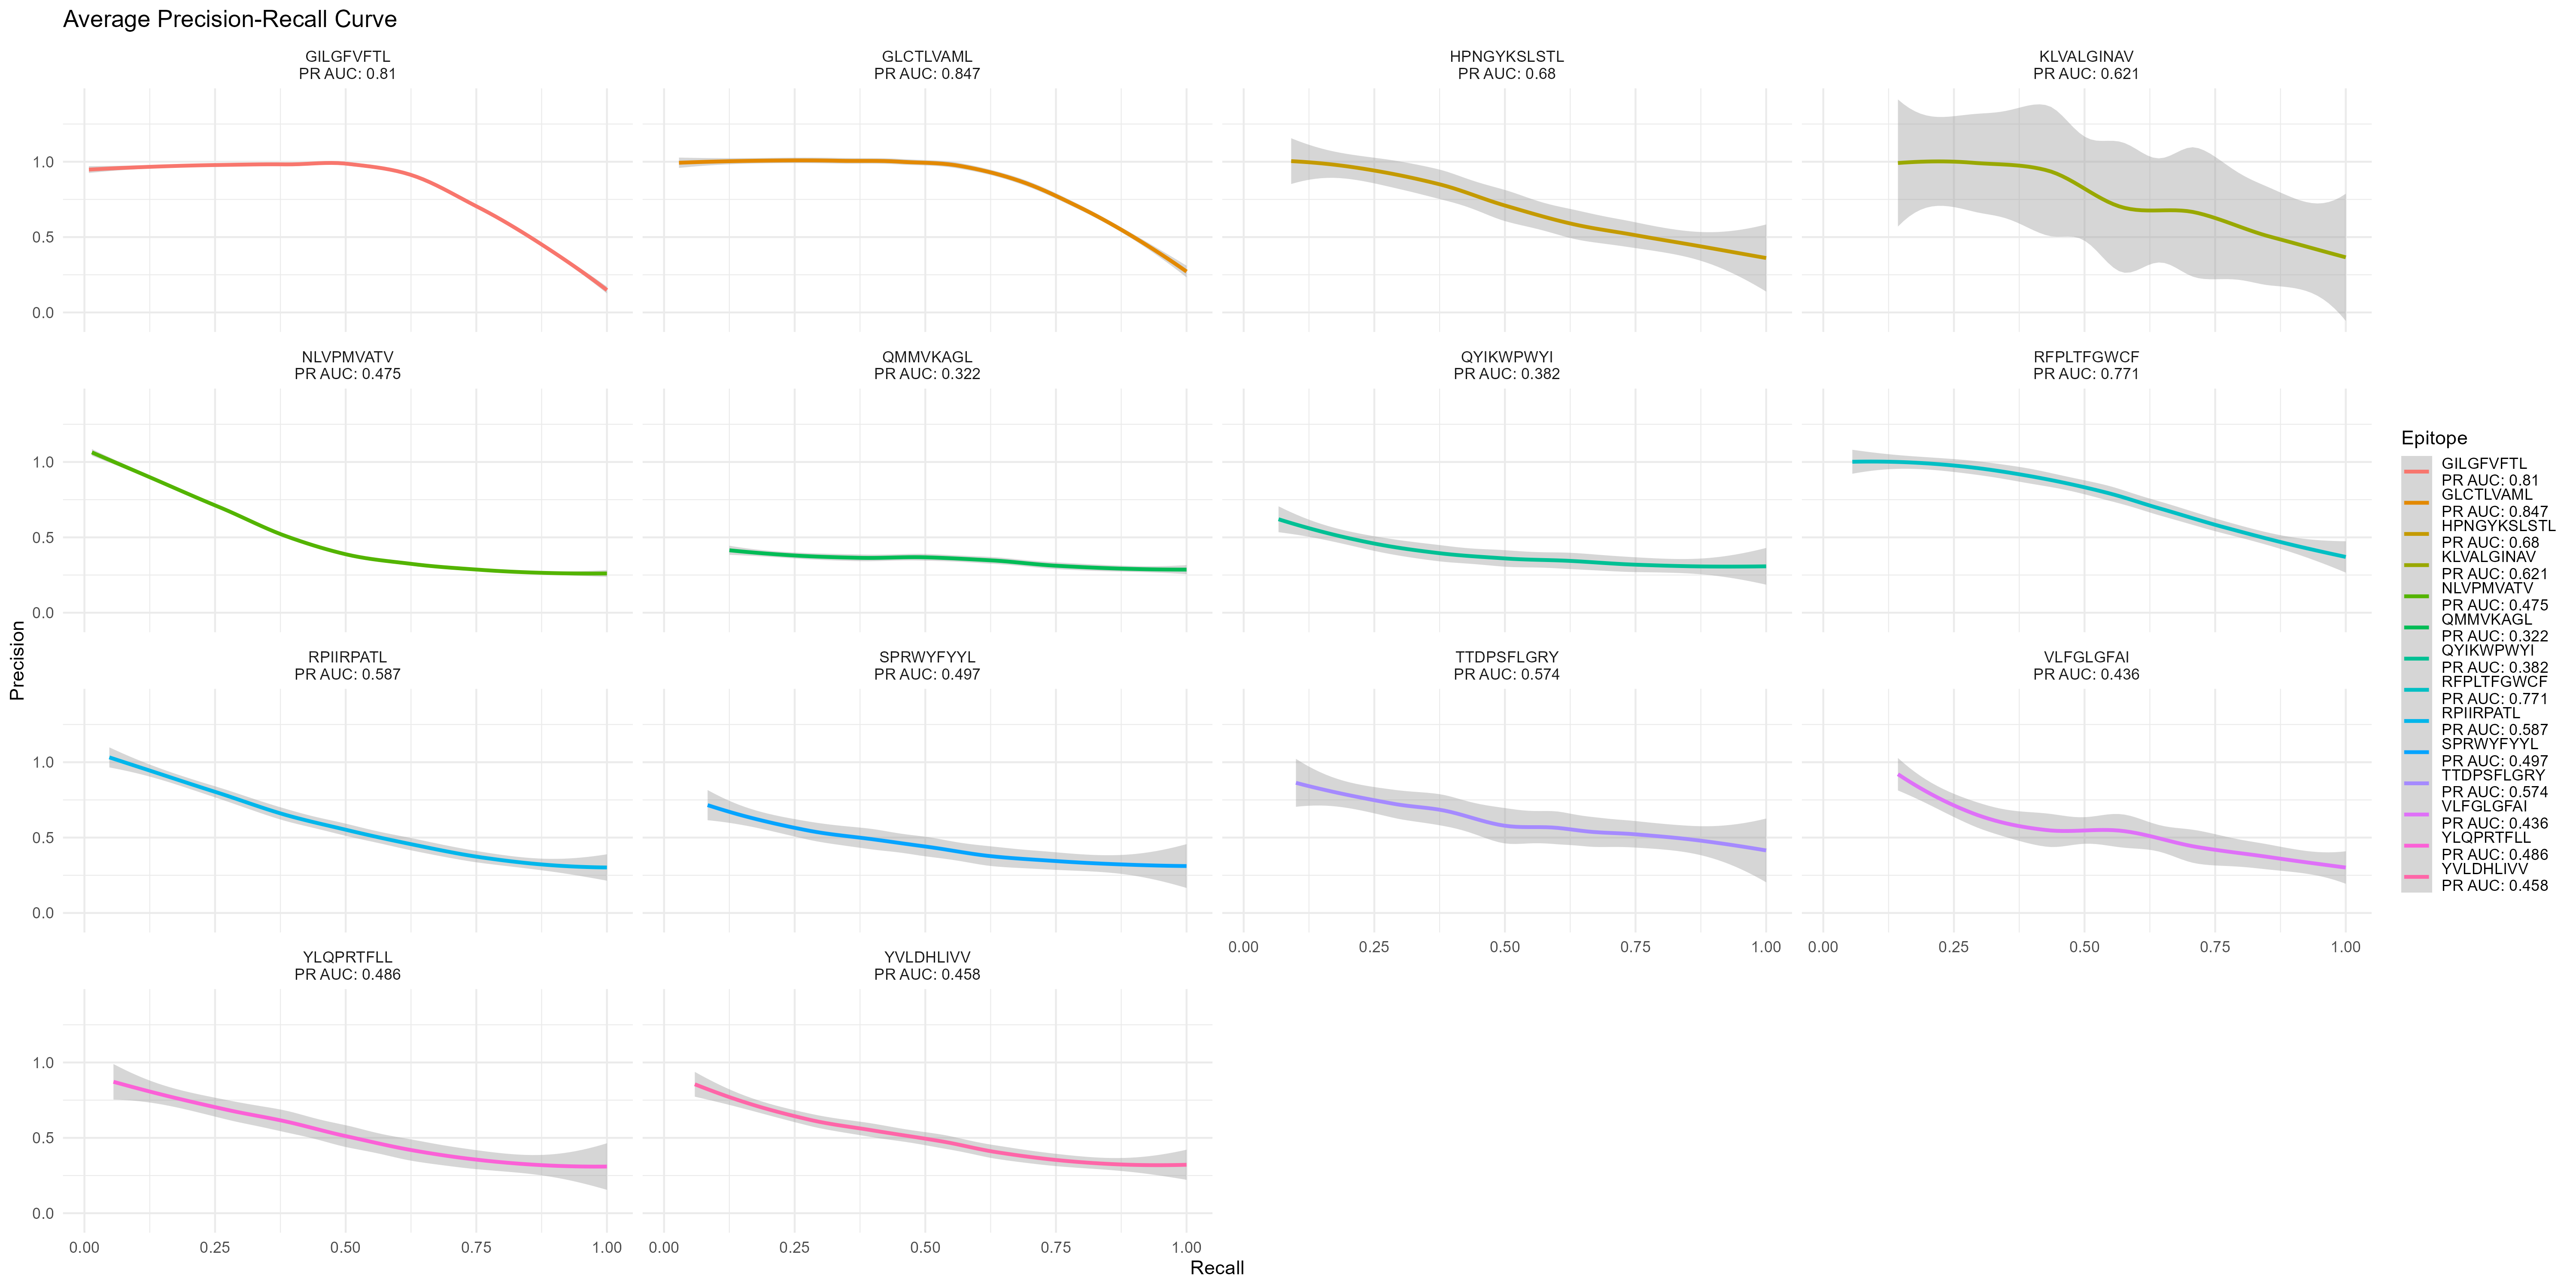 Average Precision-Recall Curve
GILGFVFTL
PR AUC: 0.81
GLCTLVAML
PR AUC: 0.847
HPNGYKSLSTL
PR AUC: 0.68
KLVALGINAV
PR AUC: 0.621
1.0
0.5
0.0
NLVPMVATV
PR AUC: 0.475
QMMVKAGL
PR AUC: 0.322
QYIKWPWYI
PR AUC: 0.382
RFPLTFGWCF
PR AUC: 0.771
1.0
0.5
0.0
RPIIRPATL
PR AUC: 0.587
SPRWYFYYL
PR AUC: 0.497
TTDPSFLGRY
PR AUC: 0.574
VLFGLGFAI
PR AUC: 0.436
1.0
0.5
0.0
0.00 0.25 0.50 0.75 1.00
0.00 0.25 0.50 0.75 1.00
YLQPRTFLL
PR AUC: 0.486
YVLDHLIVV
PR AUC: 0.458
1.0
0.5
0.0
0.00 0.25 0.50 0.75 1.00
0.00 0.25 0.50 0.75 1.00
Precision
Recall
Epitope
GILGFVFTL
PR AUC: 0.81
GLCTLVAML
PR AUC: 0.847
HPNGYKSLSTL
PR AUC: 0.68
KLVALGINAV
PR AUC: 0.621
NLVPMVATV
PR AUC: 0.475
QMMVKAGL
PR AUC: 0.322
QYIKWPWYI
PR AUC: 0.382
RFPLTFGWCF
PR AUC: 0.771
RPIIRPATL
PR AUC: 0.587
SPRWYFYYL
PR AUC: 0.497
TTDPSFLGRY
PR AUC: 0.574
VLFGLGFAI
PR AUC: 0.436
YLQPRTFLL
PR AUC: 0.486
YVLDHLIVV
PR AUC: 0.458